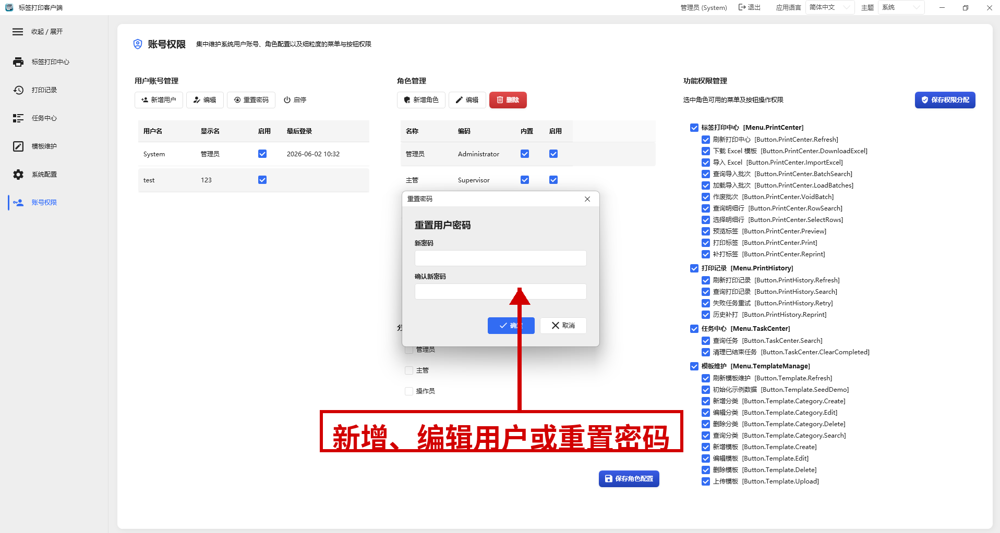 标签打印客户端
管理员 (System)
退出
应用语言
简体中文
主题
系统
收起 / 展开
标签打印中心
打印记录
任务中心
模板维护
系统配置
账号权限
账号权限
集中维护系统用户账号、角色配置以及细粒度的菜单与按钮权限
用户账号管理
新增用户
编辑
重置密码
启停
用户名 显示名 启用 最后登录
System 管理员 2026-06-02 10:32
test 123
角色管理
新增角色
编辑
删除
名称 编码 内置 启用
管理员 Administrator
主管 Supervisor
重置密码
重置用户密码
新密码
确认新密码
取消
管理员
主管
操作员
新增、编辑用户或重置密码
保存角色配置
功能权限管理
选中角色可用的菜单及按钮操作权限
保存权限分配
标签打印中心 [Menu.PrintCenter]
刷新打印中心 [Button.PrintCenter.Refresh]
下载 Excel 模板 [Button.PrintCenter.DownloadExcel]
导入 Excel [Button.PrintCenter.ImportExcel]
查询导入批次 [Button.PrintCenter.BatchSearch]
加载导入批次 [Button.PrintCenter.LoadBatches]
作废批次 [Button.PrintCenter.VoidBatch]
查询明细行 [Button.PrintCenter.RowSearch]
选择明细行 [Button.PrintCenter.SelectRows]
预览标签 [Button.PrintCenter.Preview]
打印标签 [Button.PrintCenter.Print]
补打标签 [Button.PrintCenter.Reprint]
打印记录 [Menu.PrintHistory]
刷新打印记录 [Button.PrintHistory.Refresh]
查询打印记录 [Button.PrintHistory.Search]
失败任务重试 [Button.PrintHistory.Retry]
历史补打 [Button.PrintHistory.Reprint]
任务中心 [Menu.TaskCenter]
查询任务 [Button.TaskCenter.Search]
清理已结束任务 [Button.TaskCenter.ClearCompleted]
模板维护 [Menu.TemplateManage]
刷新模板维护 [Button.Template.Refresh]
初始化示例数据 [Button.Template.SeedDemo]
新增分类 [Button.Template.Category.Create]
编辑分类 [Button.Template.Category.Edit]
删除分类 [Button.Template.Category.Delete]
查询分类 [Button.Template.Category.Search]
新增模板 [Button.Template.Create]
编辑模板 [Button.Template.Edit]
删除模板 [Button.Template.Delete]
上传模板 [Button.Template.Upload]